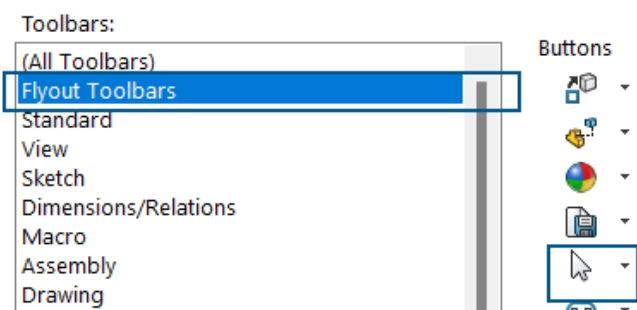 Toolbars:
(All Toolbars)
Flyout Toolbars
Standard
View
Sketch
Dimensions/Relations
Macro
Assembly
Drawing
Buttons